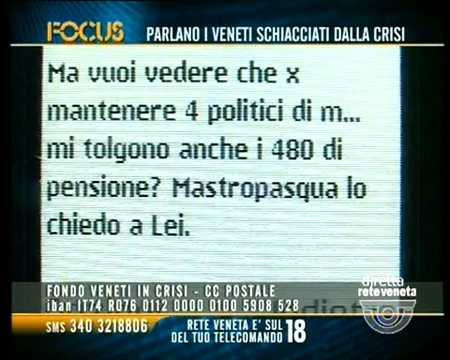 FOCUS
PARLANO I VENETI SCHIACCIATI DALLA CRISI
Ma vuoi vedere che x
mantenere 4 politici di m...
mi tolgono anche i 480 di
pensione? Mastropasqua lo
chiedo a Lei.
FONDO VENETI IN CRISI - CC POSTALE
iban IT74 R076 0112 0000 0100 5908 528
diretta
reteveneta
SMS 340 3218806
RETE VENETA E' SUL
DEL TUO TELECOMANDO
18